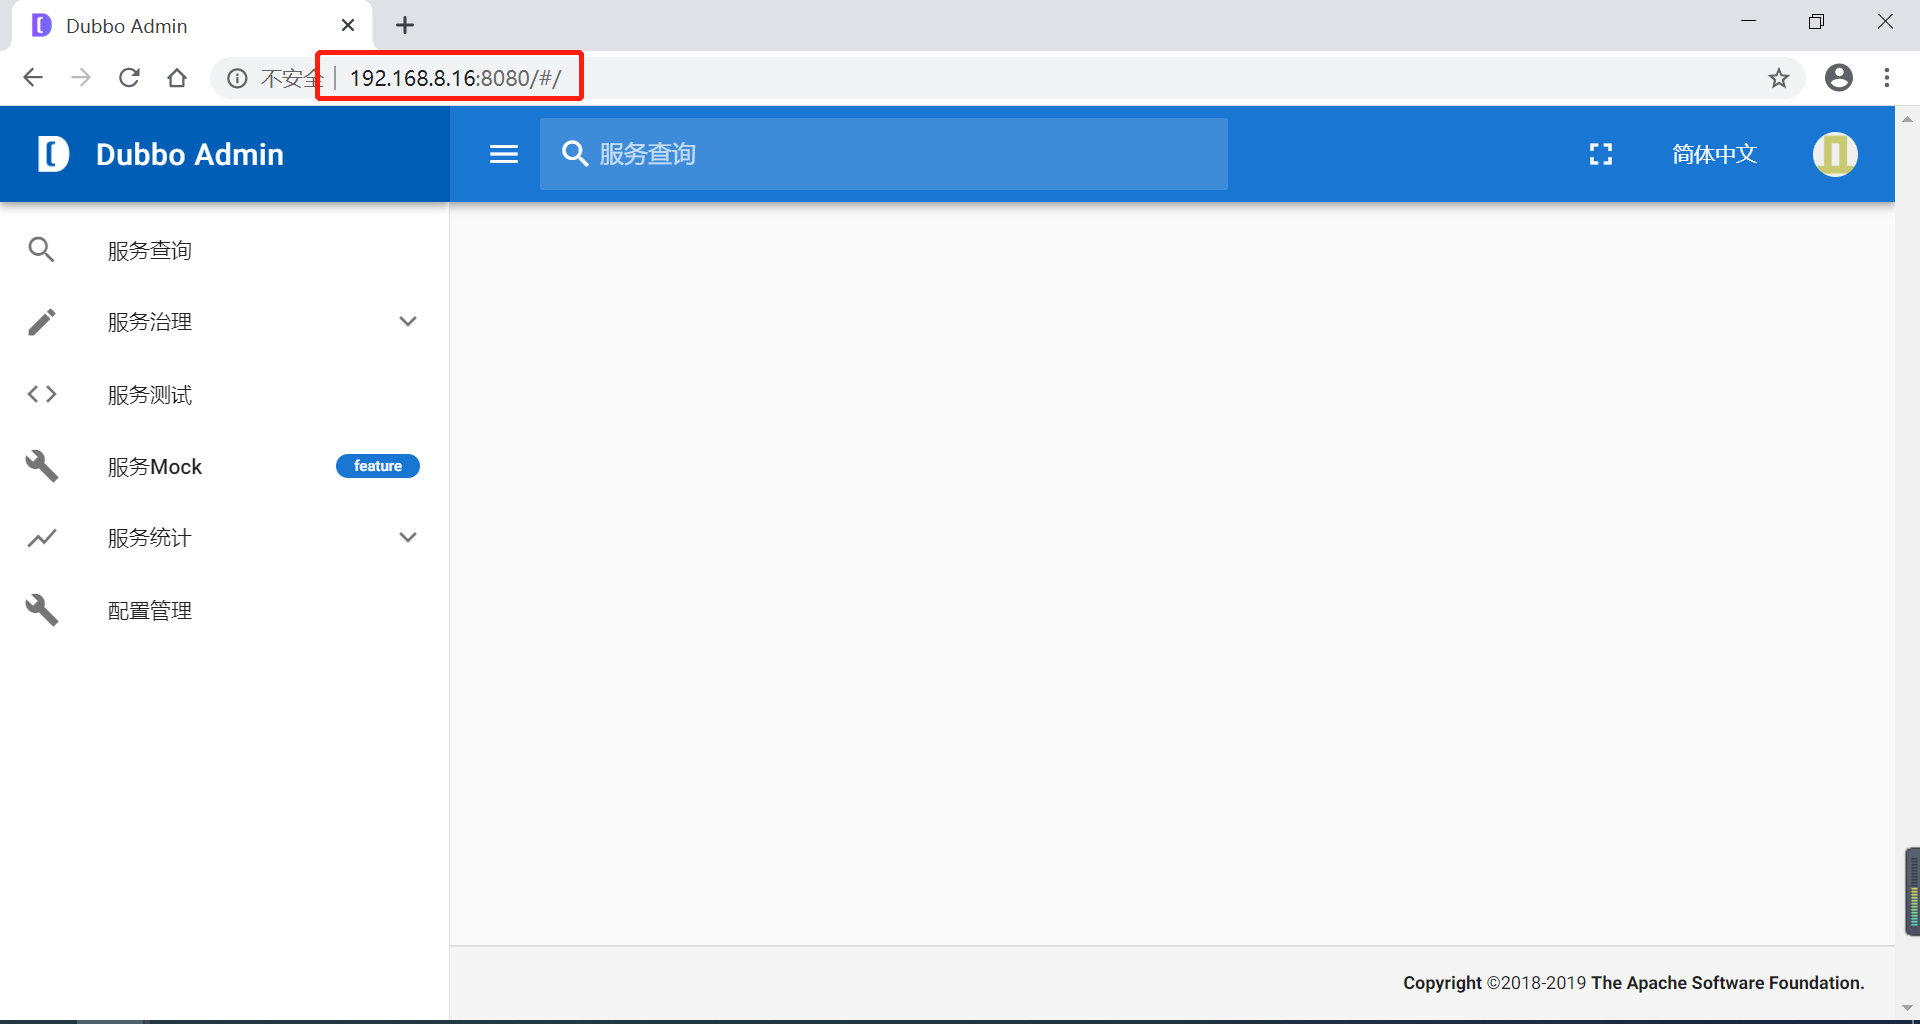 Dubbo Admin
不安全 192.168.8.16:8080/#/
Dubbo Admin
服务查询
简体中文
服务查询
服务治理
服务测试
服务Mock
feature
服务统计
配置管理
Copyright ©2018-2019 The Apache Software Foundation.